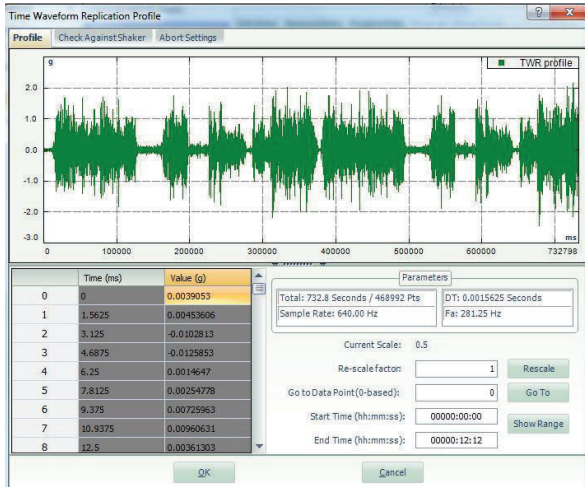 Time Waveform Replication Profile
Profile Check Against Shaker Abort Settings
g
TWR profile
2.0
1.0
0.0
-1.0
-2.0
-3.0
ms
0 100000 200000 300000 400000 500000 600000 732798
Time (ms) Value (g)
0 0 0.0039053
1 1.5625 0.00453606
2 3.125 -0.0102813
3 4.6875 -0.0125853
4 6.25 0.0014647
5 7.8125 0.00254778
6 9.375 0.00725963
7 10.9375 0.00960631
8 12.5 0.00361303
Parameters
Total: 732.8 Seconds / 468992 Pts DT: 0.0015625 Seconds
Sample Rate: 640.00 Hz Fa: 281.25 Hz
Current Scale: 0.5
Re-scale factor: 1 Rescale
Go to Data Point(0-based): 0 Go To
Start Time (hh:mm:ss): 00000:00:00
Show Range
End Time (hh:mm:ss): 00000:12:12
OK Cancel